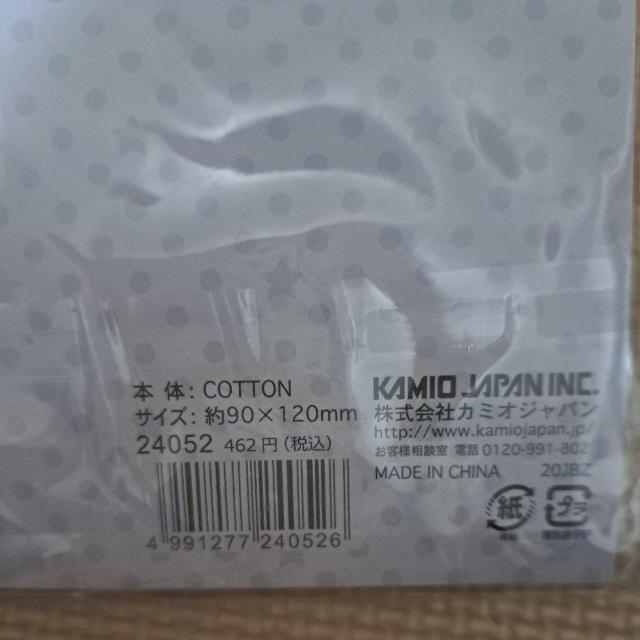 本 体: COTTON
サイズ: 約90×120mm
24052 462円(税込)
4 991277 240526
KAMIO JAPAN INC.
株式会社カミオジャパン
http://www.kamiojapan.jp/
お客様相談室 電話 0120-991-802
MADE IN CHINA 20JBZ
紙 プラ